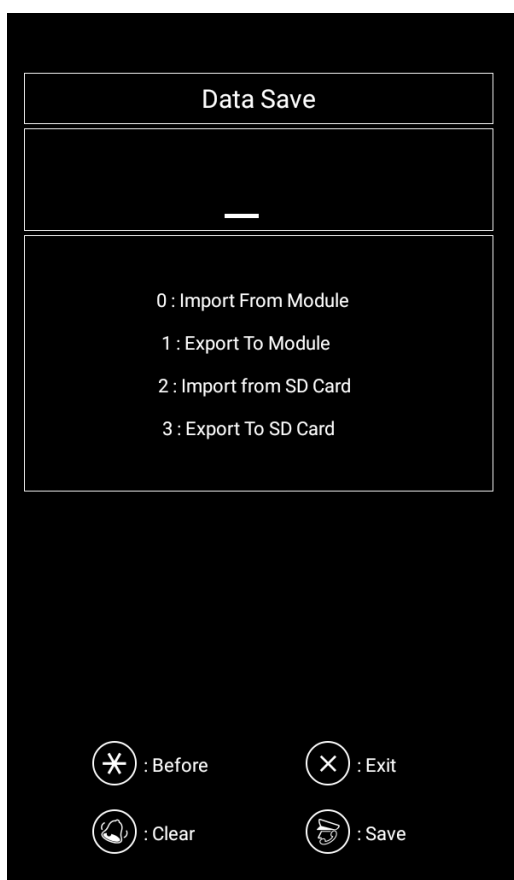 Data Save
0 : Import From Module
1 : Export To Module
2 : Import from SD Card
3 : Export To SD Card
: Before : Exit
: Clear : Save